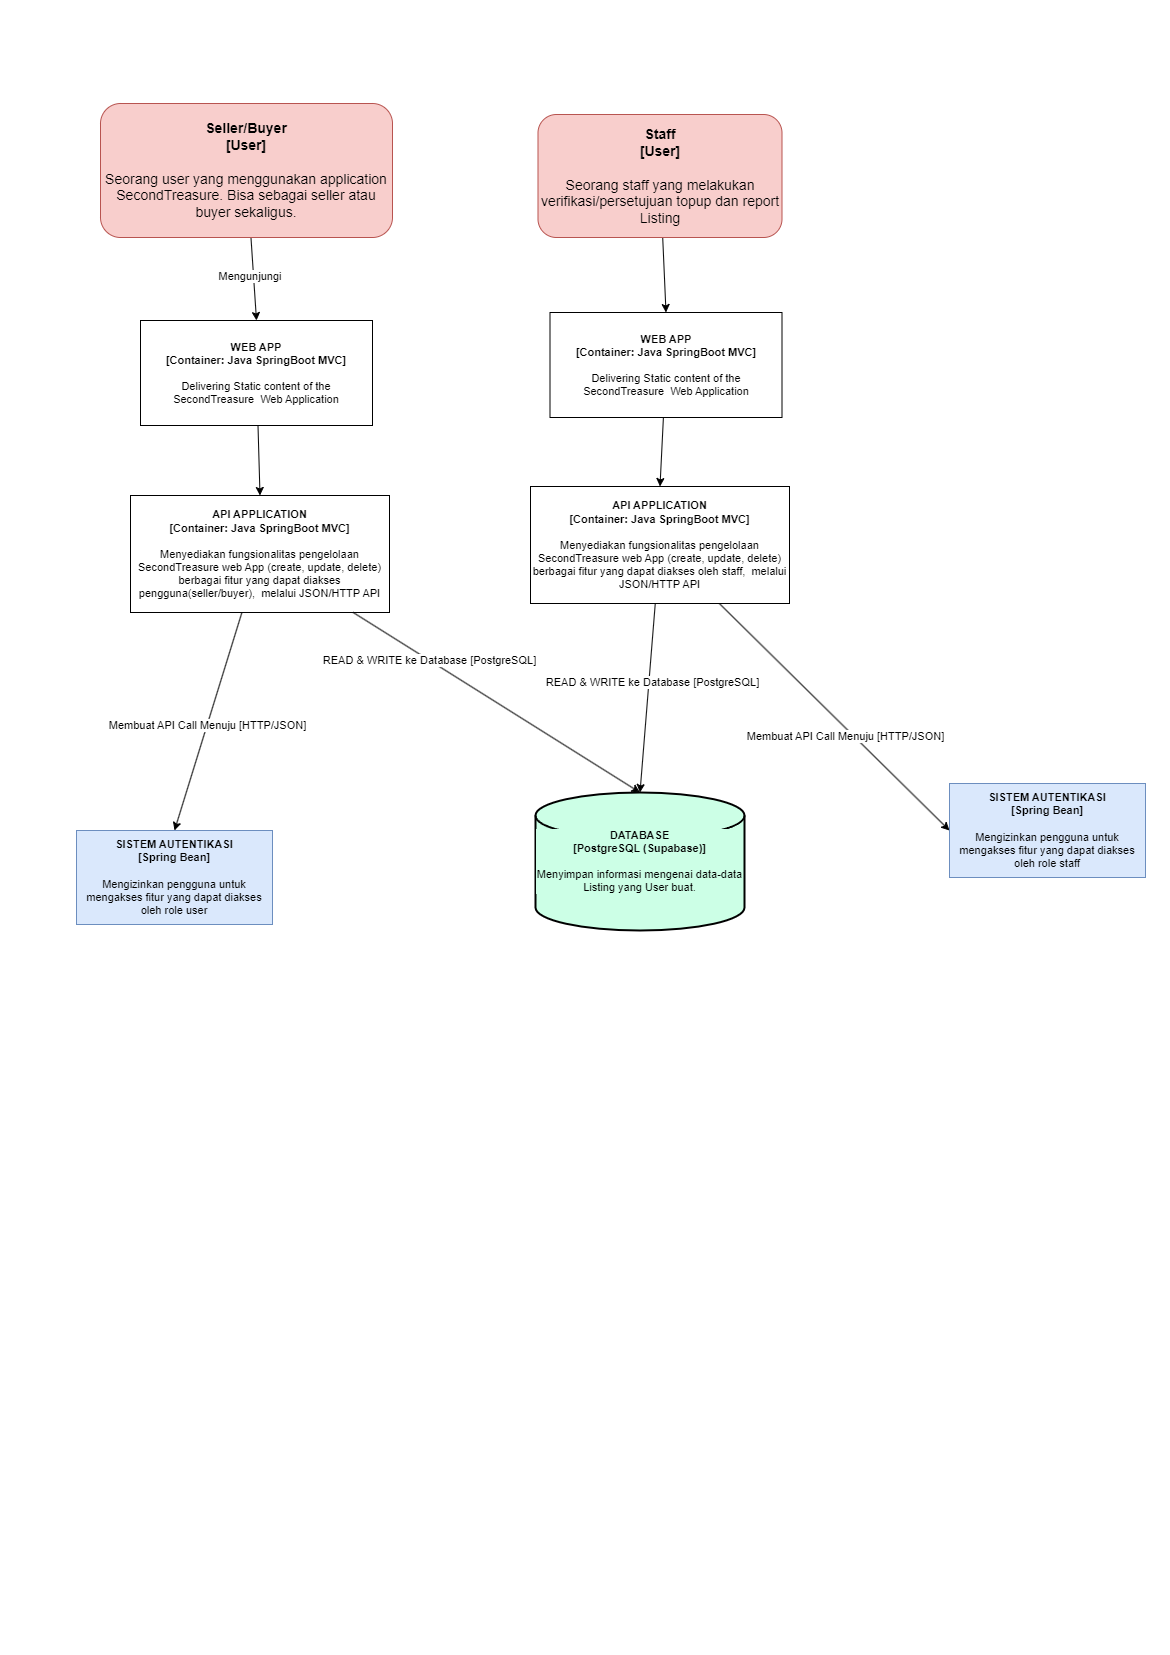 Seller/Buyer
[User]
Seorang user yang menggunakan application
SecondTreasure. Bisa sebagai seller atau
buyer sekaligus.
Staff
[User]
Seorang staff yang melakukan
verifikasi/persetujuan topup dan report
Listing
Mengunjungi
WEB APP
[Container: Java SpringBoot MVC]
Delivering Static content of the
SecondTreasure  Web Application
WEB APP
[Container: Java SpringBoot MVC]
Delivering Static content of the
SecondTreasure  Web Application
API APPLICATION
[Container: Java SpringBoot MVC]
Menyediakan fungsionalitas pengelolaan
SecondTreasure web App (create, update, delete)
berbagai fitur yang dapat diakses
pengguna(seller/buyer),  melalui JSON/HTTP API
API APPLICATION
[Container: Java SpringBoot MVC]
Menyediakan fungsionalitas pengelolaan
SecondTreasure web App (create, update, delete)
berbagai fitur yang dapat diakses oleh staff,  melalui
JSON/HTTP API
READ & WRITE ke Database [PostgreSQL]
READ & WRITE ke Database [PostgreSQL]
Membuat API Call Menuju [HTTP/JSON]
Membuat API Call Menuju [HTTP/JSON]
SISTEM AUTENTIKASI
[Spring Bean]
Mengizinkan pengguna untuk
mengakses fitur yang dapat diakses
oleh role user
DATABASE
[PostgreSQL (Supabase)]
Menyimpan informasi mengenai data-data
Listing yang User buat.
SISTEM AUTENTIKASI
[Spring Bean]
Mengizinkan pengguna untuk
mengakses fitur yang dapat diakses
oleh role staff